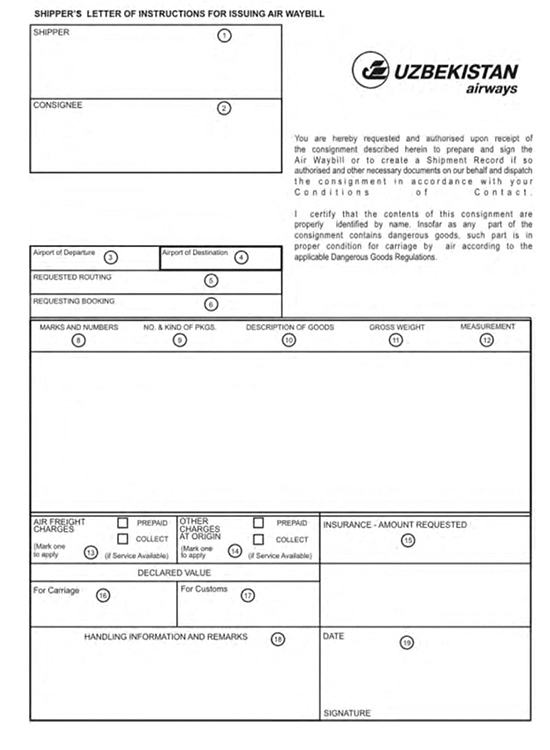 SHIPPER'S LETTER OF INSTRUCTIONS FOR ISSUING AIR WAYBILL
SHIPPER 1
CONSIGNEE 2
UZBEKISTAN
airways
You are hereby requested and authorised upon receipt of
the consignment described herein to prepare and sign the
Air Waybill or to create a Shipment Record if so
authorised and other necessary documents on our behalf and dispatch
the consignment in accordance with your
Conditions of Contact.
I certify that the contents of this consignment are
properly identified by name. Insofar as any part of the
consignment contains dangerous goods, such part is in
proper condition for carriage by air according to the
applicable Dangerous Goods Regulations.
Airport of Departure 3 Airport of Destination 4
REQUESTED ROUTING 5
REQUESTING BOOKING 6
MARKS AND NUMBERS NO. & KIND OF PKGS. DESCRIPTION OF GOODS GROSS WEIGHT MEASUREMENT
8 9 10 11 12
AIR FREIGHT
CHARGES
(Mark one
to apply 13
PREPAID
COLLECT
(if Service Available)
OTHER
CHARGES
AT ORIGIN
(Mark one
to apply 14
PREPAID
COLLECT
(if Service Available)
INSURANCE - AMOUNT REQUESTED
15
DECLARED VALUE
For Carriage 16 For Customs 17
HANDLING INFORMATION AND REMARKS 18
DATE 19
SIGNATURE